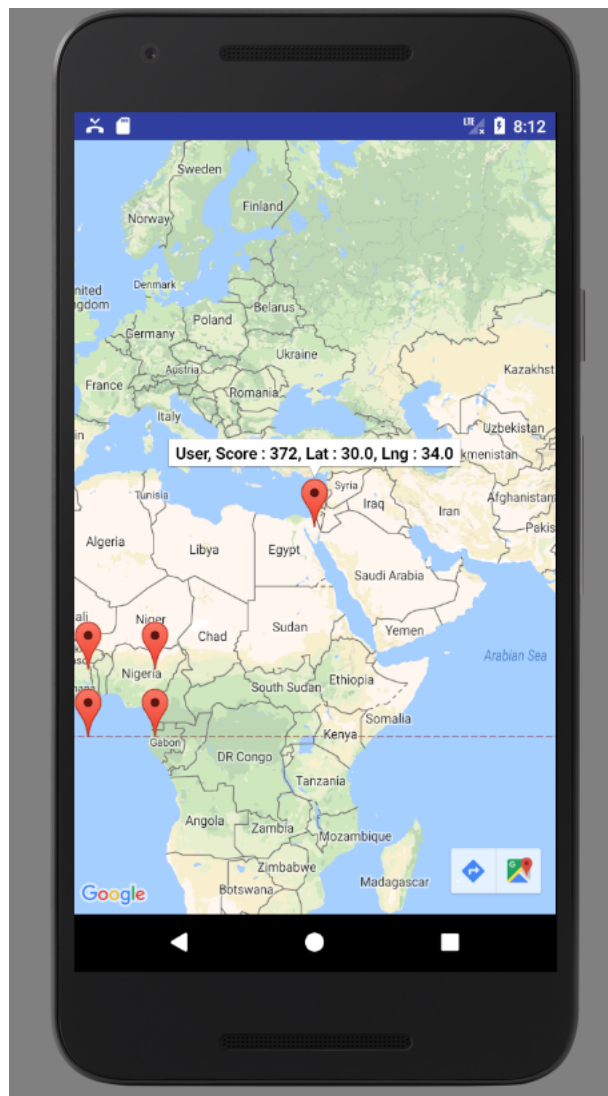 LTE 8:12
Sweden
Finland
Norway
Denmark
nited
gdom
Belarus
Poland
Germany
Ukraine
Austria
Kazakhst
France
Romania
Italy
Uzbekistan
in
User, Score : 372, Lat : 30.0, Lng : 34.0
kmenistan
Syria
Tunisia
Afghanistan
Iraq
Iran
Pakis
Algeria
Libya
Egypt
Saudi Arabia
ali
Niger
Sudan
Chad
Yemen
Arabian Sea
Nigeria
Ethiopia
South Sudan
Somalia
Kenya
Gabon
DR Congo
Tanzania
Angola
Zambia
Mozambique
Zimbabwe
Madagascar
Botswana
Google